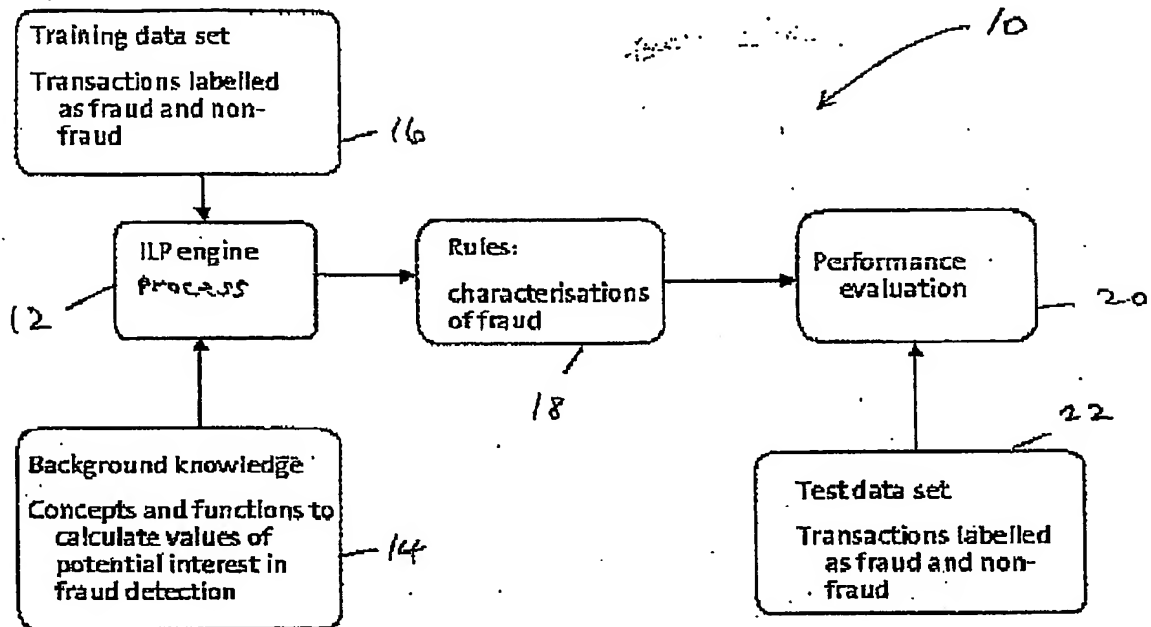 10
Training data set
Transactions labelled
as fraud and non-
fraud
16
ILP engine
process
12
Rules:
characterisations
of fraud
18
Performance
evaluation
20
Background knowledge
Concepts and functions to
calculate values of
potential interest in
fraud detection
14
22
Test data set
Transactions labelled
as fraud and non-
fraud